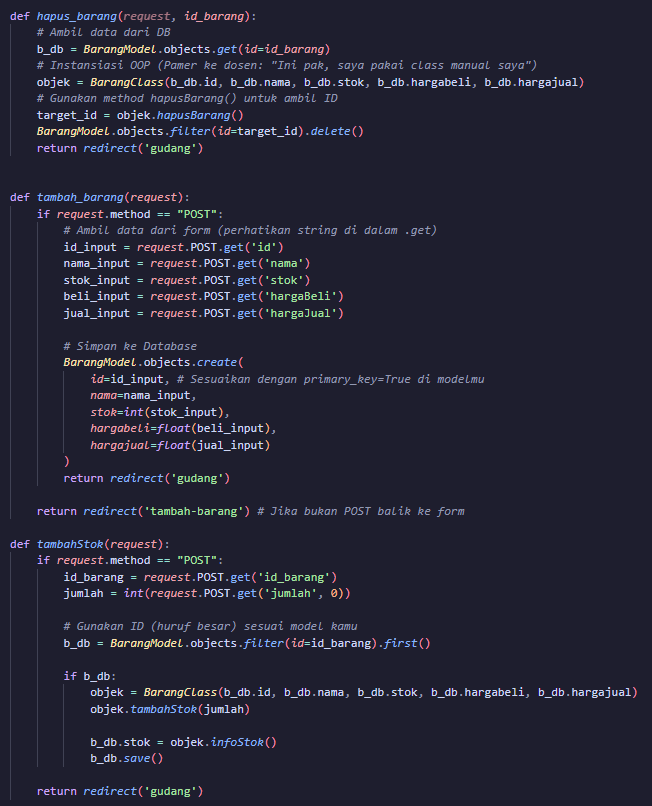 def hapus_barang(request, id_barang):
    # Ambil data dari DB
    b_db = BarangModel.objects.get(id=id_barang)
    # Instansiasi OOP (Pamer ke dosen: "Ini pak, saya pakai class manual saya")
    objek = BarangClass(b_db.id, b_db.nama, b_db.stok, b_db.hargabeli, b_db.hargajual)
    # Gunakan method hapusBarang() untuk ambil ID
    target_id = objek.hapusBarang()
    BarangModel.objects.filter(id=target_id).delete()
    return redirect('gudang')

def tambah_barang(request):
    if request.method == "POST":
        # Ambil data dari form (perhatikan string di dalam .get)
        id_input = request.POST.get('id')
        nama_input = request.POST.get('nama')
        stok_input = request.POST.get('stok')
        beli_input = request.POST.get('hargaBeli')
        jual_input = request.POST.get('hargaJual')

        # Simpan ke Database
        BarangModel.objects.create(
            id=id_input, # Sesuaikan dengan primary_key=True di modelmu
            nama=nama_input,
            stok=int(stok_input),
            hargabeli=float(beli_input),
            hargajual=float(jual_input)
        )
        return redirect('gudang')

    return redirect('tambah-barang') # Jika bukan POST balik ke form

def tambahStok(request):
    if request.method == "POST":
        id_barang = request.POST.get('id_barang')
        jumlah = int(request.POST.get('jumlah', 0))

        # Gunakan ID (huruf besar) sesuai model kamu
        b_db = BarangModel.objects.filter(id=id_barang).first()

        if b_db:
            objek = BarangClass(b_db.id, b_db.nama, b_db.stok, b_db.hargabeli, b_db.hargajual)
            objek.tambahStok(jumlah)

            b_db.stok = objek.infoStok()
            b_db.save()

    return redirect('gudang')